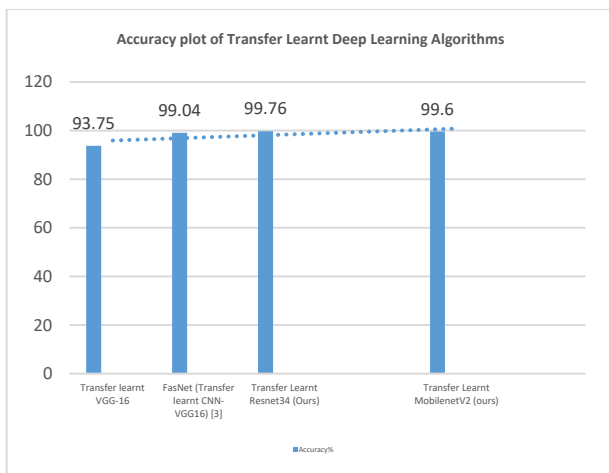 Accuracy plot of Transfer Learnt Deep Learning Algorithms
120
100
80
60
40
20
0
93.75
99.04
99.76
99.6
Transfer learnt
VGG-16
FasNet (Transfer
learnt CNN-
VGG16) [3]
Transfer Learnt
Resnet34 (Ours)
Transfer Learnt
MobilenetV2 (ours)
Accuracy%